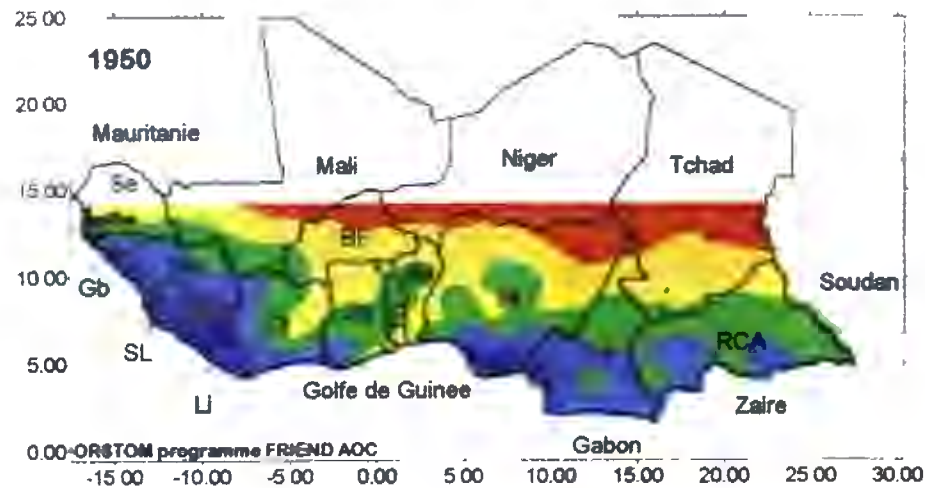 25 00
1950
20 00
Mauritanie
Mali
Niger
Tchad
15 00
Se
BF
10 00
Gb
Soudan
SL
RCA
5.00
Li
Golfe de Guinee
Zaire
Gabon
0.00 ORSTOM programme FRIEND AOC
-15 00 -10.00 -5 00 0.00 5 00 10.00 15 00 20.00 25 00 30.00